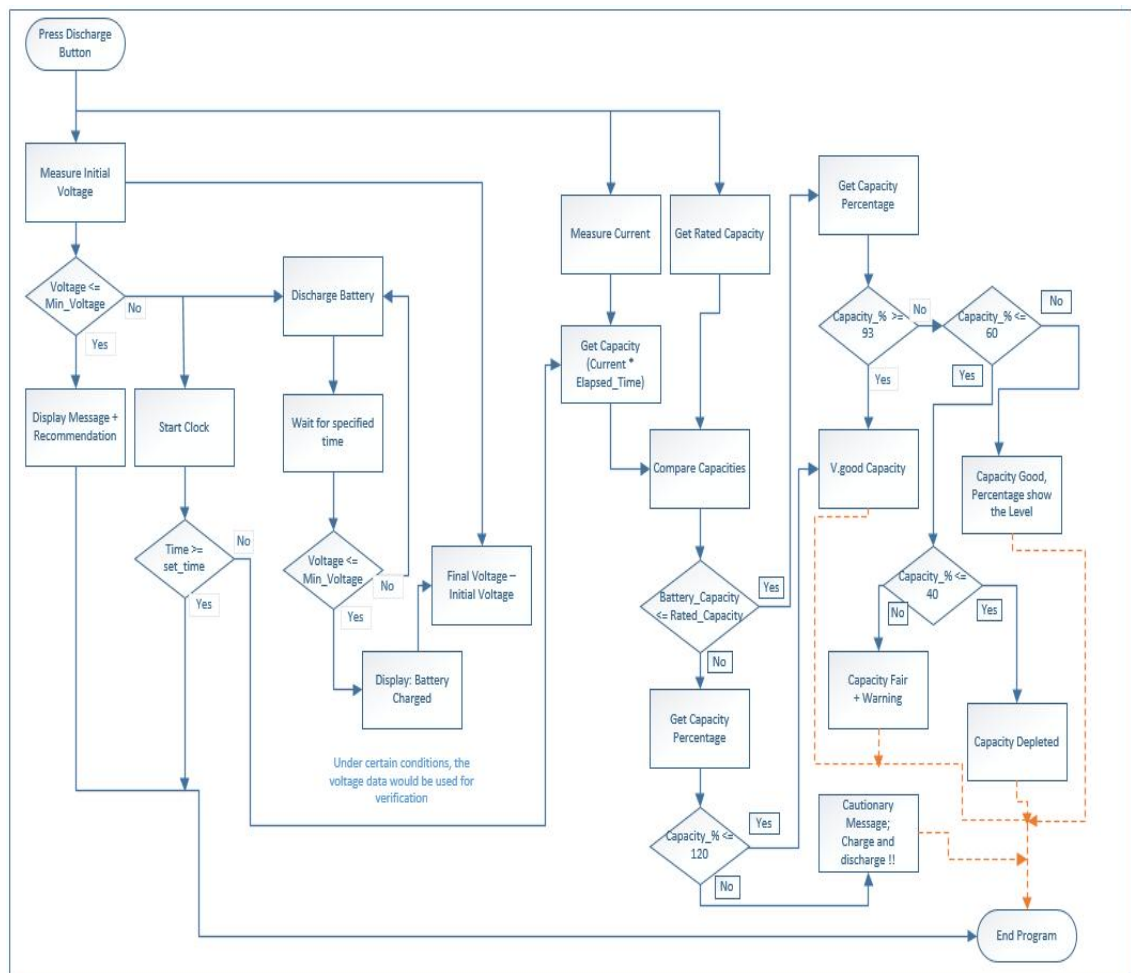 Press Discharge
Button
Measure Initial
Voltage
Voltage <=
Min_Voltage
No
Yes
Display Message +
Recommendation
Start Clock
Time >=
set_time
No
Yes
Discharge Battery
Wait for specified
time
Voltage <=
Min_Voltage
No
Yes
Display: Battery
Charged
Final Voltage –
Initial Voltage
Under certain conditions, the
voltage data would be used for
verification
Measure Current
Get Rated Capacity
Get Capacity
(Current *
Elapsed_Time)
Compare Capacities
Battery_Capacity
<= Rated_Capacity
Yes
No
Get Capacity
Percentage
Capacity_% <=
120
Yes
No
Cautionary
Message;
Charge and
discharge !!
Get Capacity
Percentage
Capacity_% >=
93
No
Yes
Capacity_% <=
60
No
Yes
V.good Capacity
Capacity Good,
Percentage show
the Level
Capacity_% <=
40
No
Yes
Capacity Fair
+ Warning
Capacity Depleted
End Program